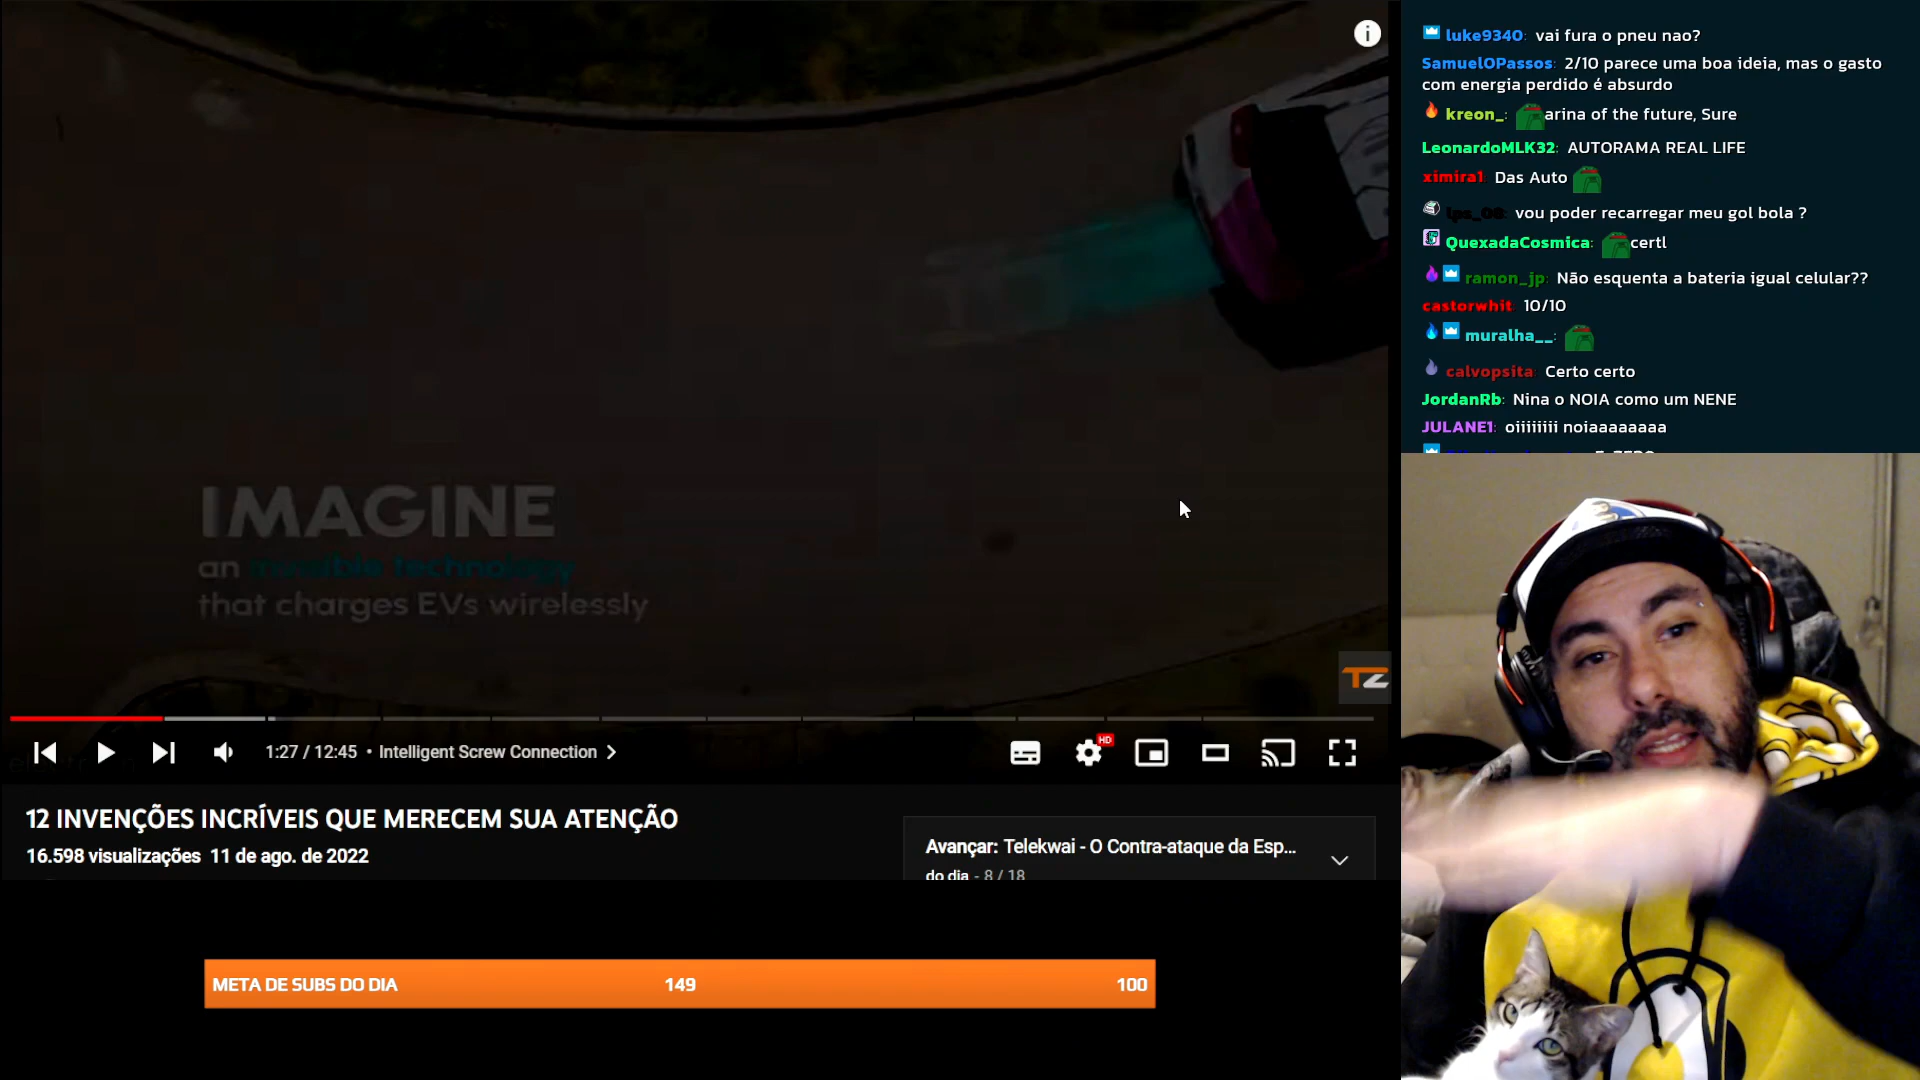 IMAGINE
an invisible technology
that charges EVs wirelessly
TZ
HD
1:27 / 12:45 • Intelligent Screw Connection
12 INVENÇÕES INCRÍVEIS QUE MERECEM SUA ATENÇÃO
16.598 visualizações 11 de ago. de 2022
Avançar: Telekwai - O Contra-ataque da Esp...
do dia - 8 / 18
META DE SUBS DO DIA 149 100
luke9340: vai fura o pneu nao?
SamuelOPassos: 2/10 parece uma boa ideia, mas o gasto
com energia perdido é absurdo
kreon_: arina of the future, Sure
LeonardoMLK32: AUTORAMA REAL LIFE
ximira1: Das Auto
vou poder recarregar meu gol bola ?
QuexadaCosmica: certl
ramon_jp: Não esquenta a bateria igual celular??
castorwhit: 10/10
muralha__:
calvopsita: Certo certo
JordanRb: Nina o NOIA como um NENE
JULANE1: oiiiiiiii noiaaaaaaaa